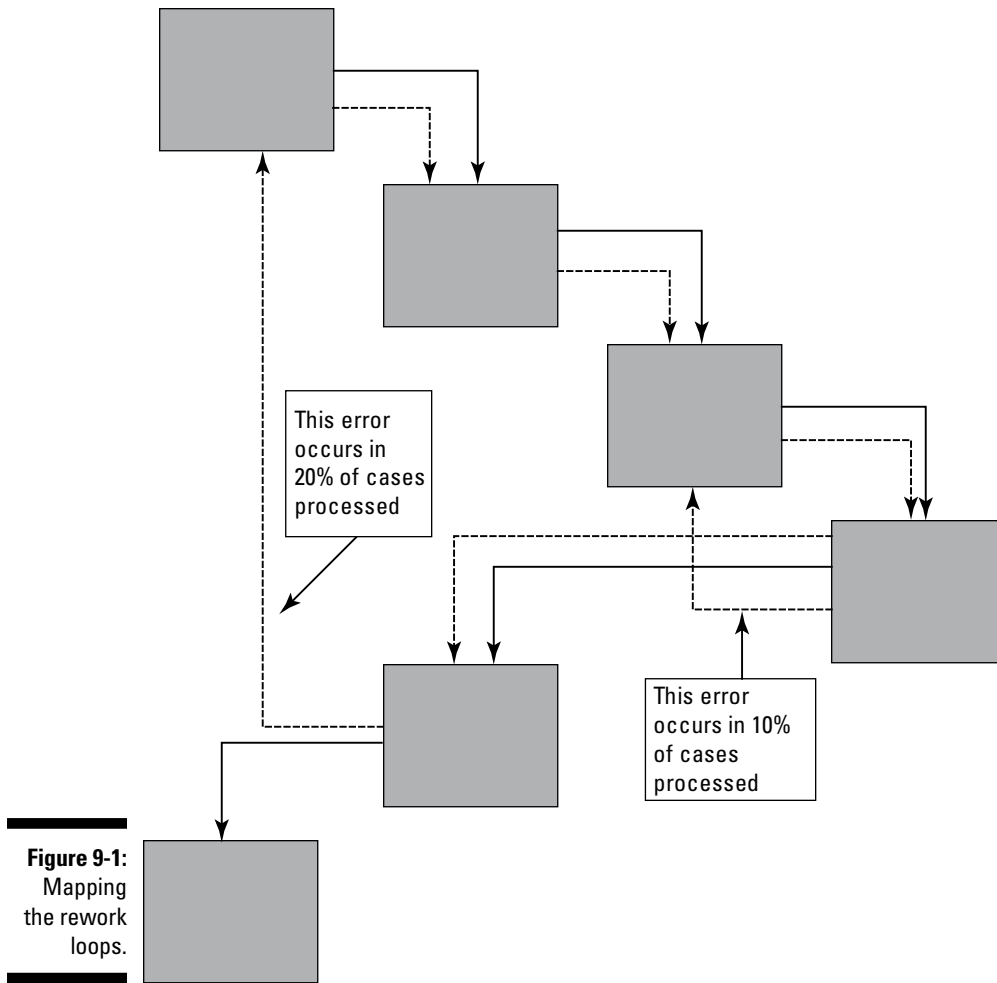 This error
occurs in
20% of cases
processed
This error
occurs in 10%
of cases
processed
Figure 9-1:
Mapping
the rework
loops.